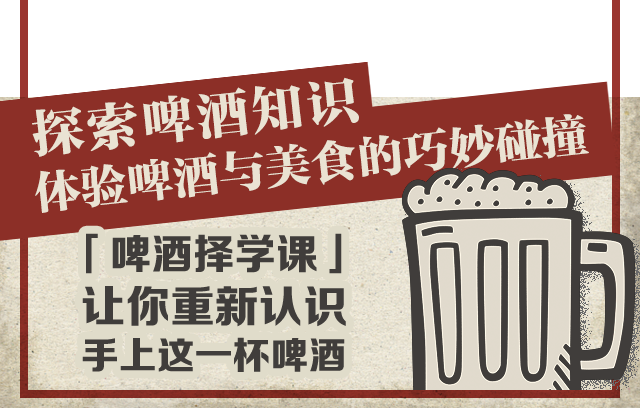 探索啤酒知识
体验啤酒与美食的巧妙碰撞
「啤酒择学课」
让你重新认识
手上这一杯啤酒